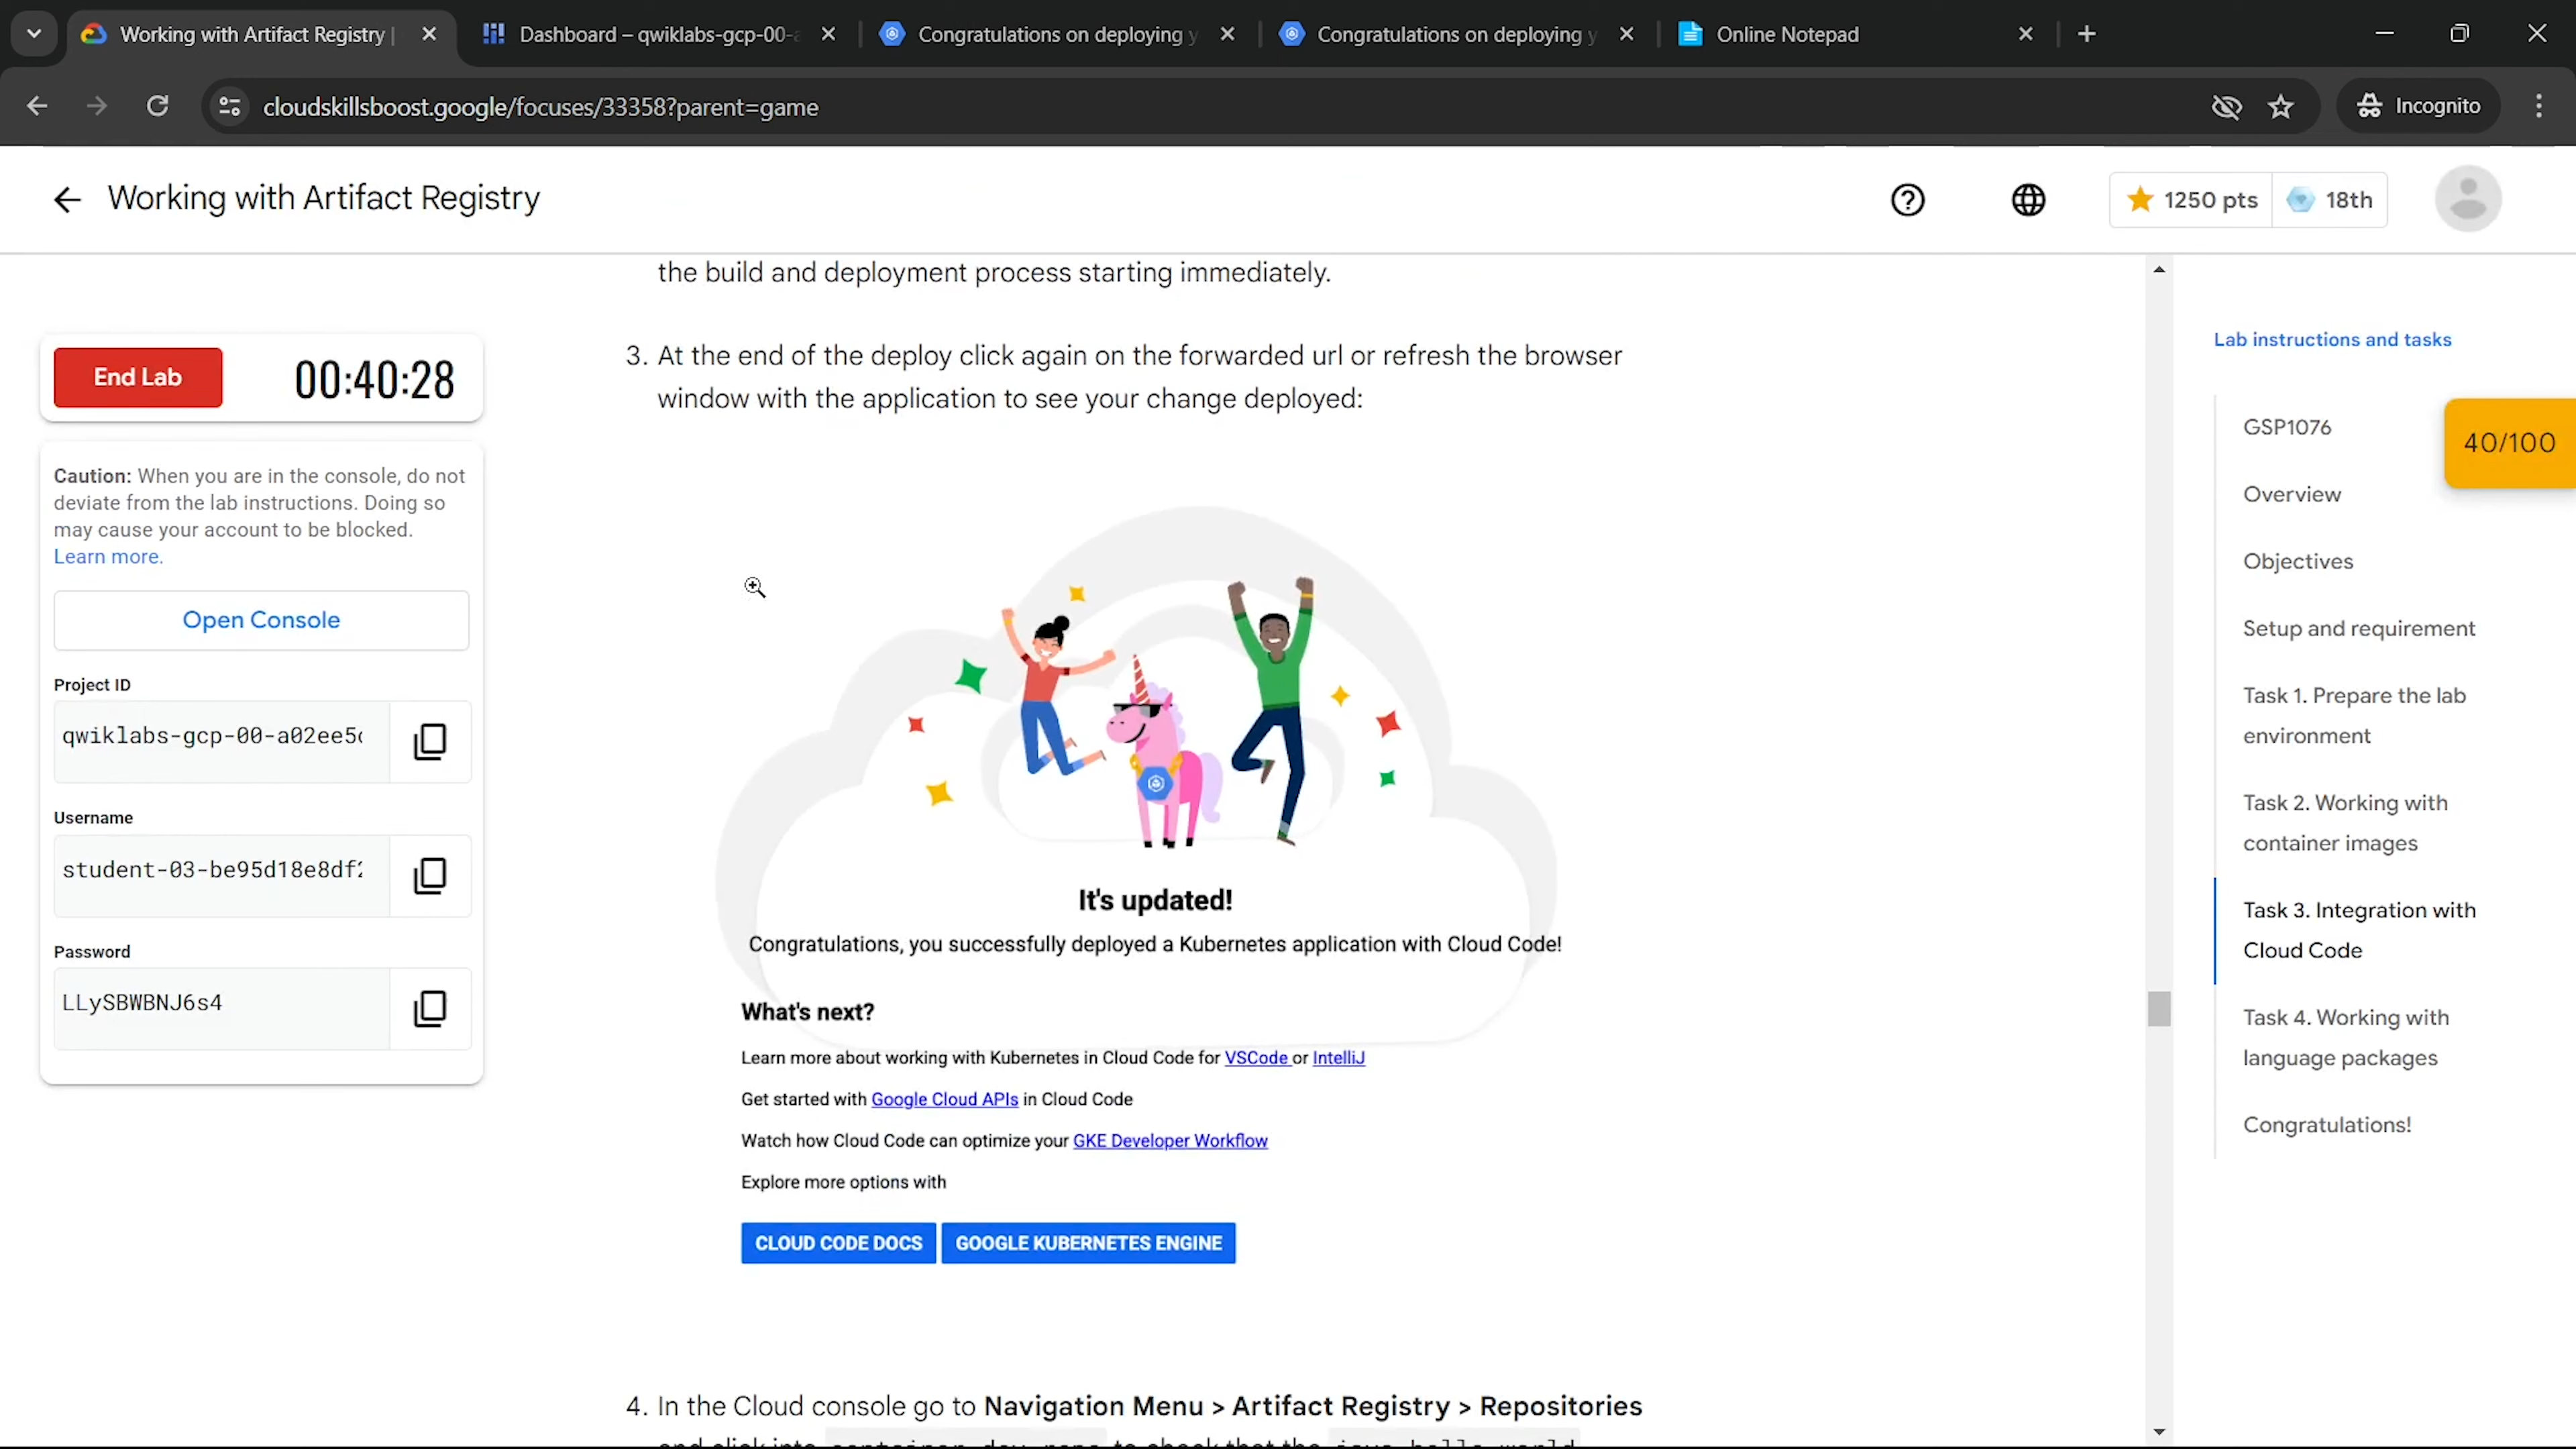 Working with Artifact Registry |
Dashboard – qwiklabs-gcp-00-a
Congratulations on deploying y
Congratulations on deploying y
Online Notepad
cloudskillsboost.google/focuses/33358?parent=game
Incognito
Working with Artifact Registry
1250 pts
18th
the build and deployment process starting immediately.
End Lab
00:40:28
3. At the end of the deploy click again on the forwarded url or refresh the browser
window with the application to see your change deployed:
Caution: When you are in the console, do not
deviate from the lab instructions. Doing so
may cause your account to be blocked.
Learn more.
Open Console
Project ID
qwiklabs-gcp-00-a02ee5
Username
student-03-be95d18e8df
Password
LLySBWBNJ6s4
It's updated!
Congratulations, you successfully deployed a Kubernetes application with Cloud Code!
What's next?
Learn more about working with Kubernetes in Cloud Code for VSCode or IntelliJ
Get started with Google Cloud APIs in Cloud Code
Watch how Cloud Code can optimize your GKE Developer Workflow
Explore more options with
CLOUD CODE DOCS
GOOGLE KUBERNETES ENGINE
4. In the Cloud console go to Navigation Menu > Artifact Registry > Repositories
Lab instructions and tasks
GSP1076
40/100
Overview
Objectives
Setup and requirement
Task 1. Prepare the lab
environment
Task 2. Working with
container images
Task 3. Integration with
Cloud Code
Task 4. Working with
language packages
Congratulations!